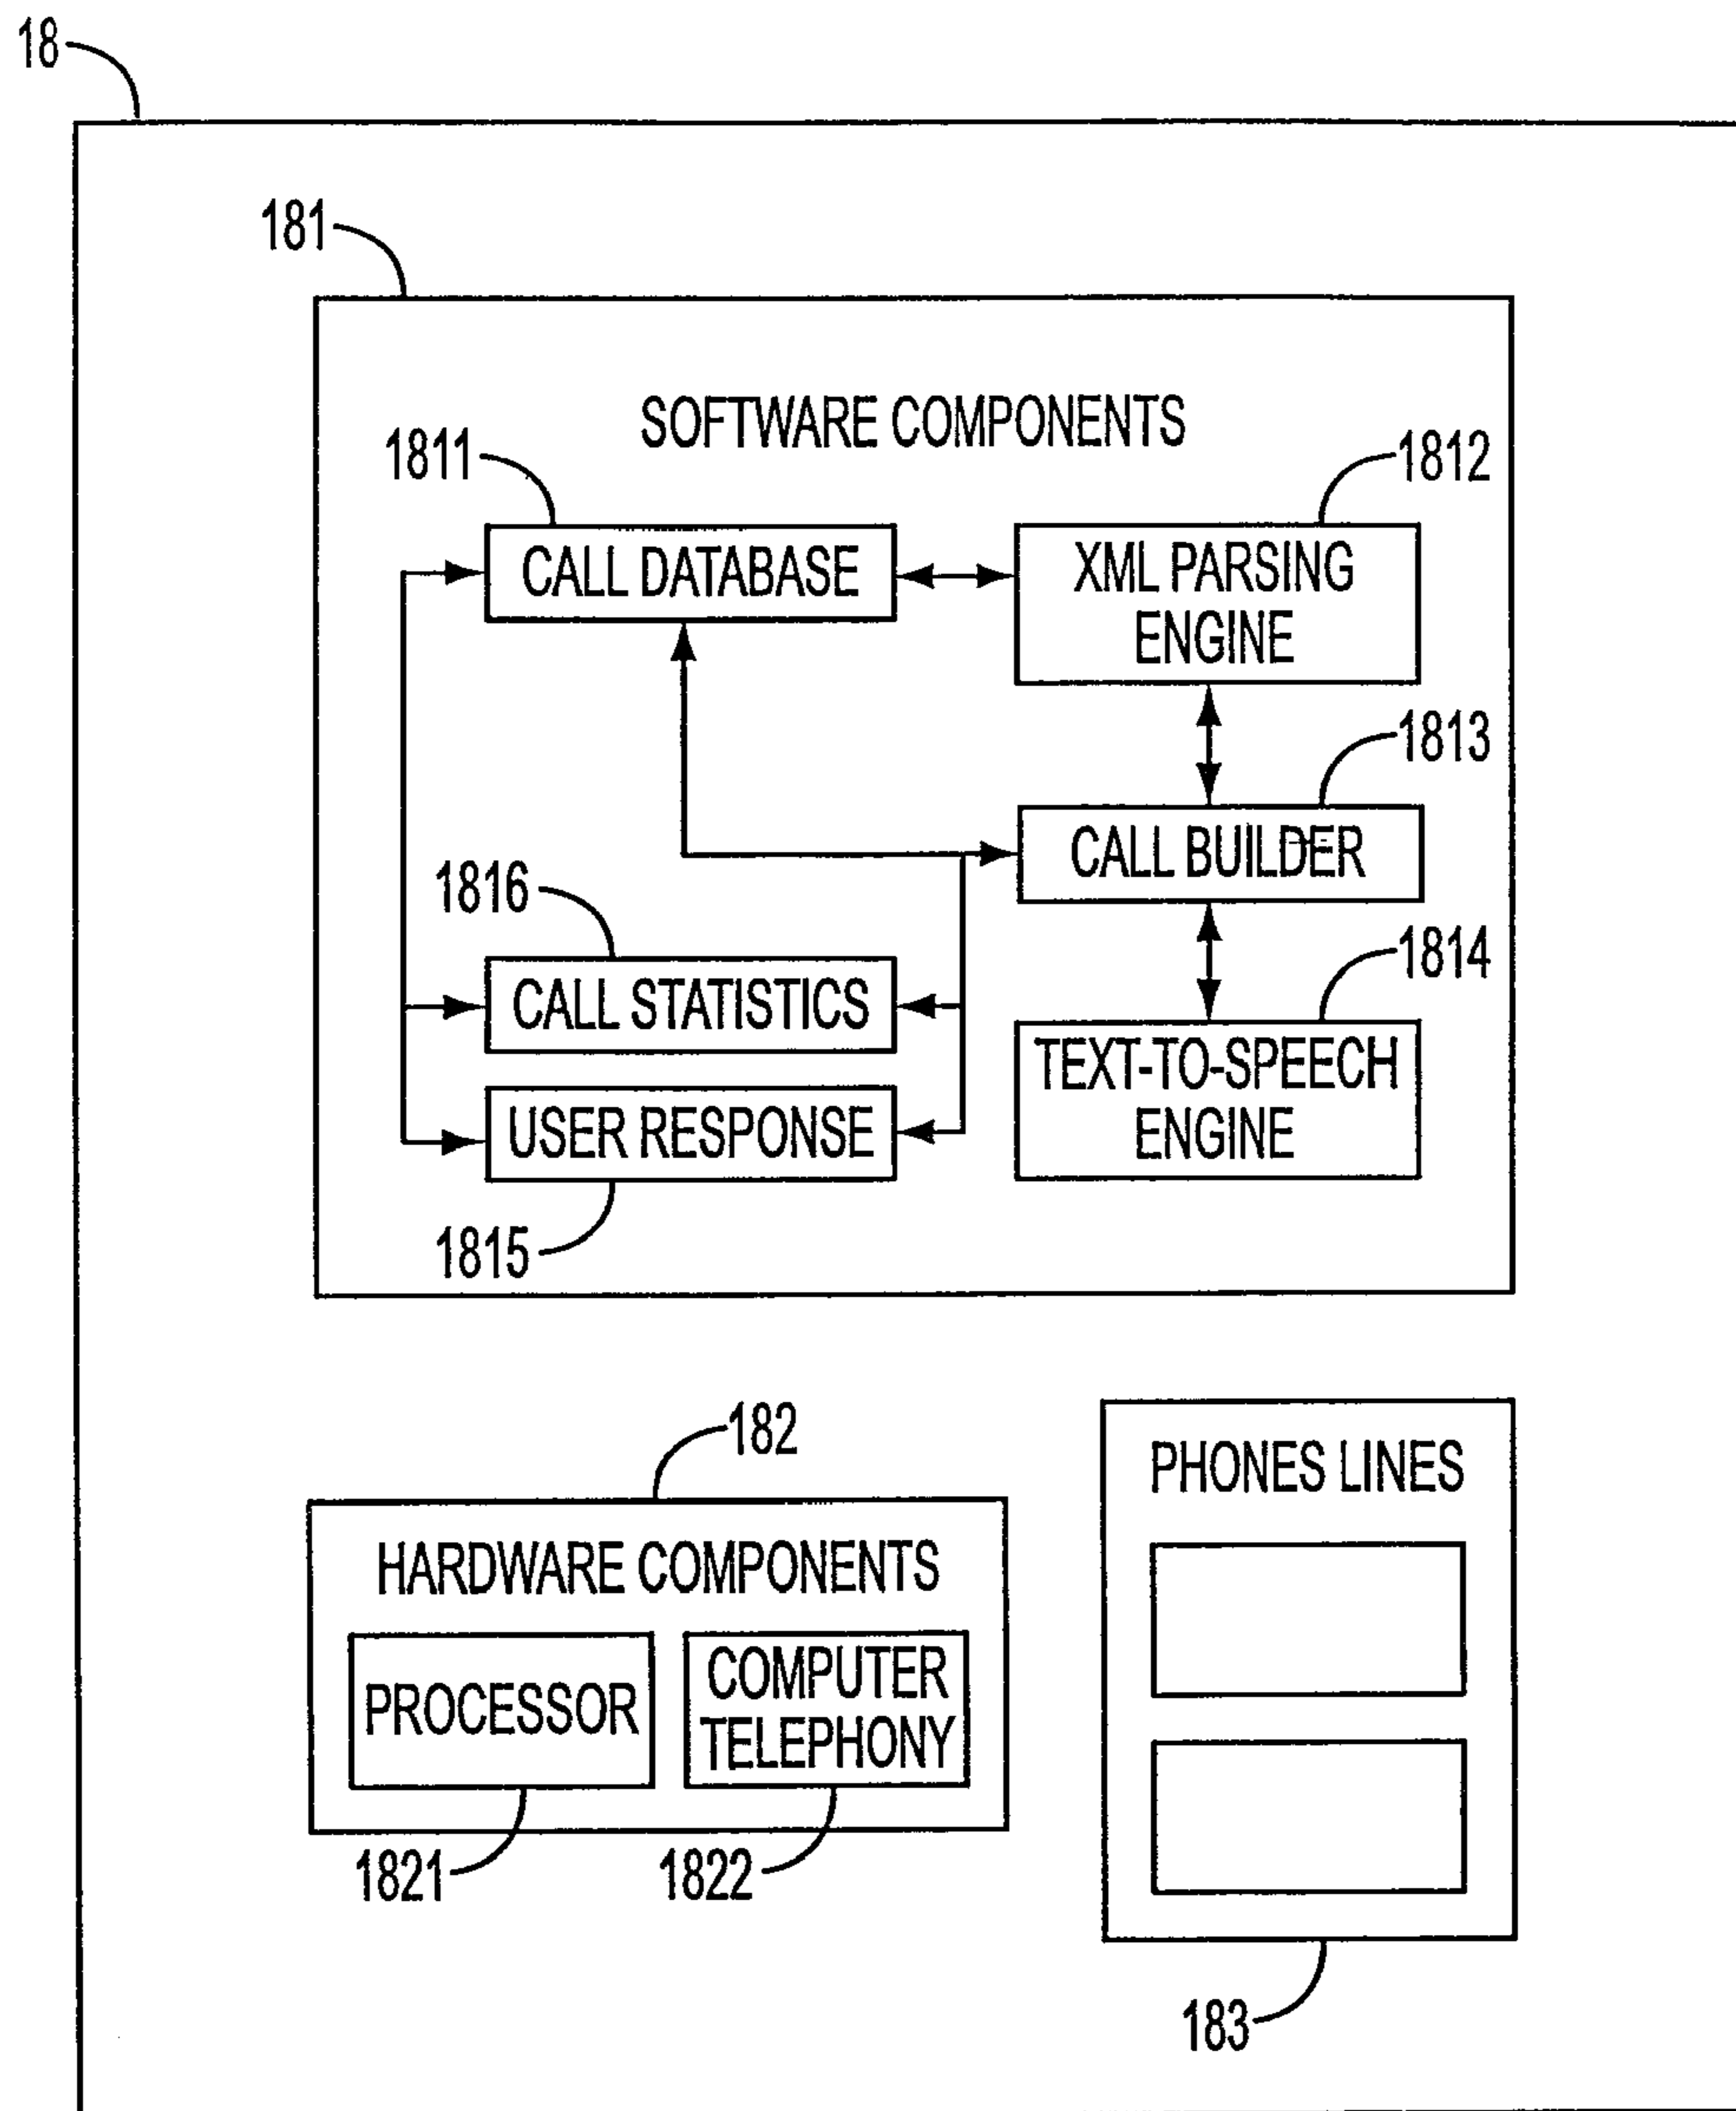 18
181
SOFTWARE COMPONENTS
1811
1812
CALL DATABASE
XML PARSING
ENGINE
1813
CALL BUILDER
1816
1814
CALL STATISTICS
TEXT-TO-SPEECH
ENGINE
USER RESPONSE
1815
182
PHONES LINES
HARDWARE COMPONENTS
PROCESSOR
COMPUTER
TELEPHONY
1821
1822
183